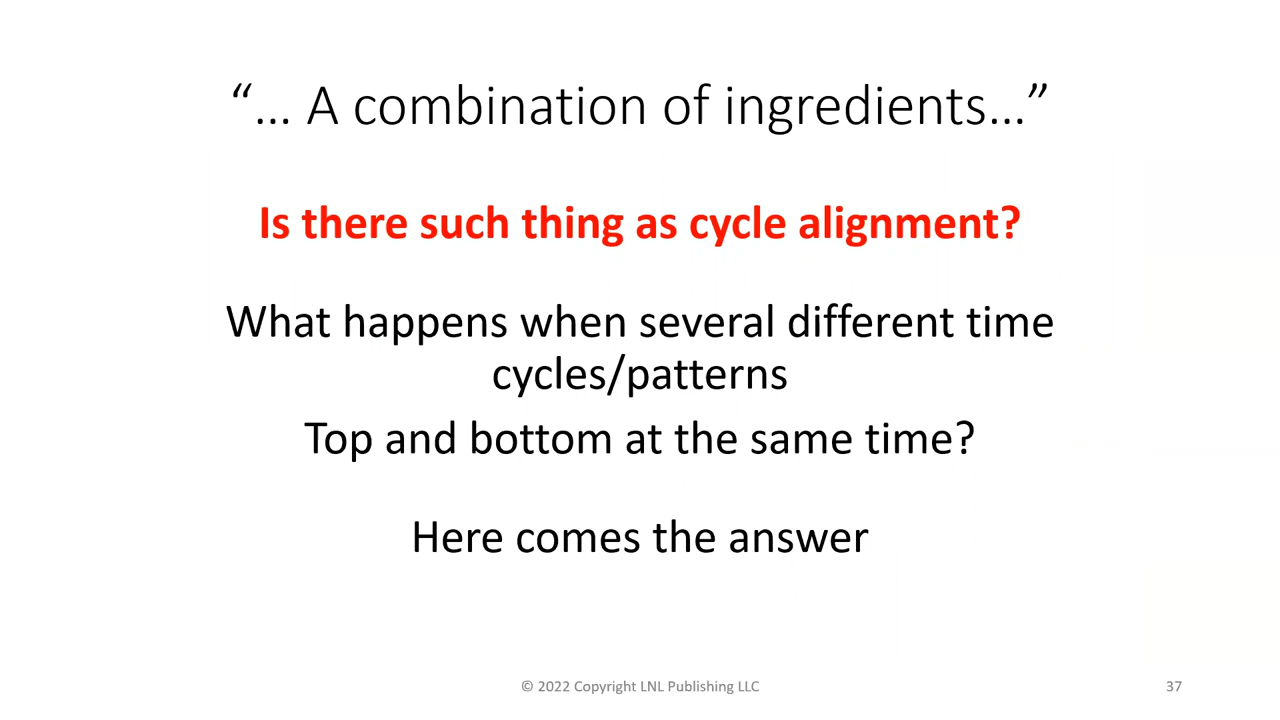 “... A combination of ingredients...”
Is there such thing as cycle alignment?
What happens when several different time
cycles/patterns
Top and bottom at the same time?
Here comes the answer
© 2022 Copyright LNL Publishing LLC
37